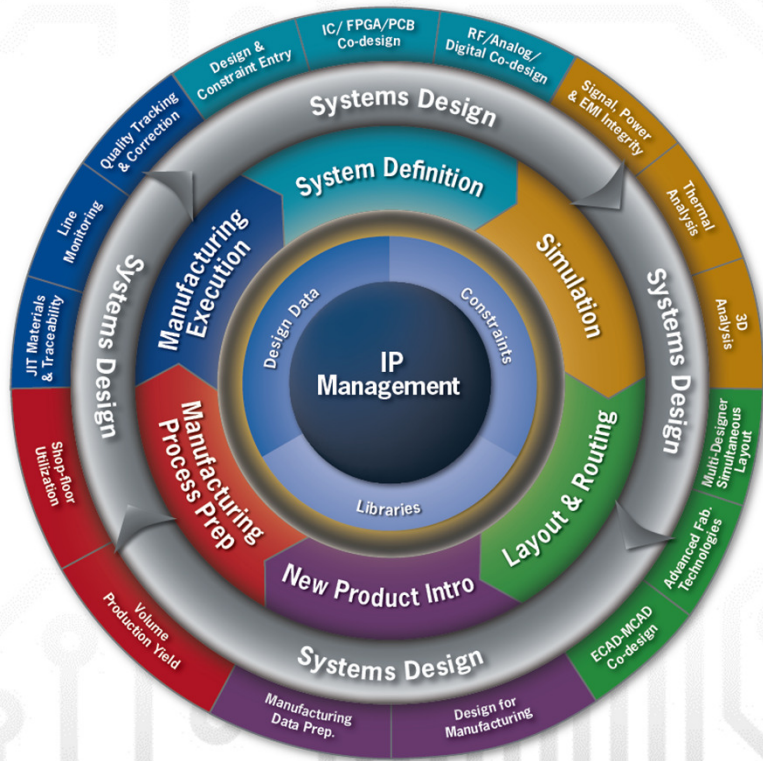 Design &
Constraint Entry
IC/ FPGA/PCB
Co-design
RF/Analog/
Digital Co-design
Signal, Power
& EMI Integrity
Thermal
Analysis
3D
Analysis
Multi-Designer
Simultaneous
Layout
Advanced Fab.
Technologies
ECAD-MCAD
Co-design
Design for
Manufacturing
Manufacturing
Data Prep.
Volume
Production Yield
Shop-floor
Utilization
JIT Materials
& Traceability
Line
Monitoring
Quality Tracking
& Correction
Systems Design
Systems Design
Systems Design
Systems Design
System Definition
Simulation
Layout & Routing
New Product Intro
Manufacturing
Process Prep
Manufacturing
Execution
Design Data
Constraints
Libraries
IP
Management